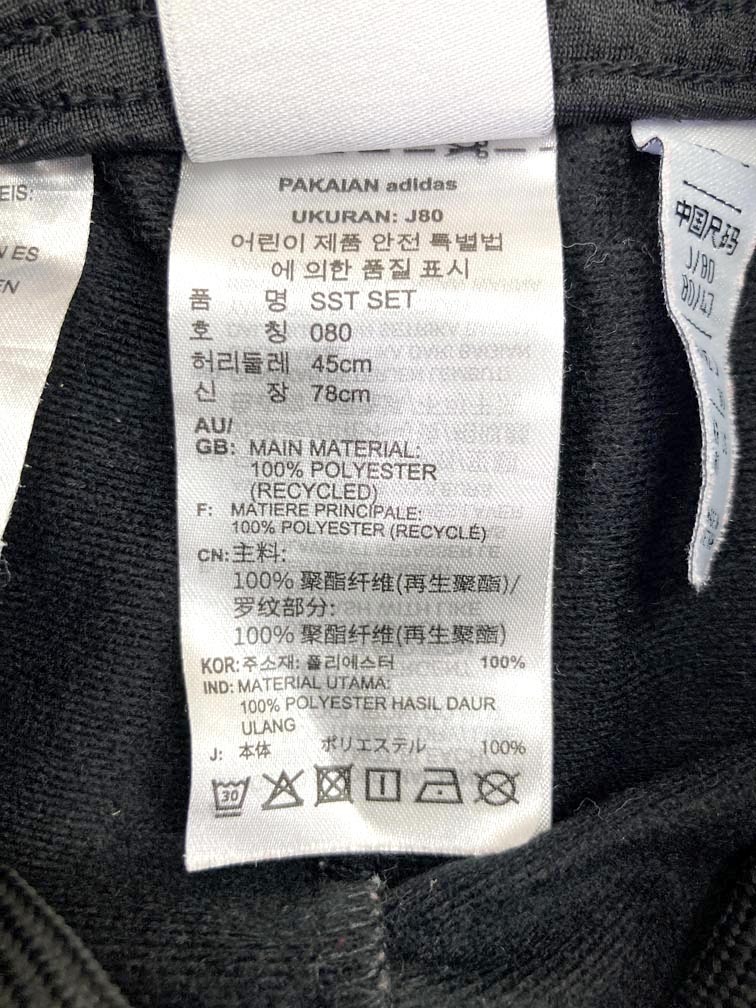 PAKAIAN adidas
UKURAN: J80
어린이 제품 안전 특별법
에 의한 품질 표시
품 명 SST SET
호 칭 080
허리둘레 45cm
신 장 78cm
AU/
GB: MAIN MATERIAL:
100% POLYESTER
(RECYCLED)
F: MATIERE PRINCIPALE:
100% POLYESTER (RECYCLÉ)
CN: 主料:
100% 聚酯纤维(再生聚酯)/
罗纹部分:
100% 聚酯纤维(再生聚酯)
KOR: 주소재: 폴리에스터 100%
IND: MATERIAL UTAMA:
100% POLYESTER HASIL DAUR
ULANG
J: 本体 ポリエステル 100%
30
EIS:
ES
EN
中国尺码
J/80
80/47